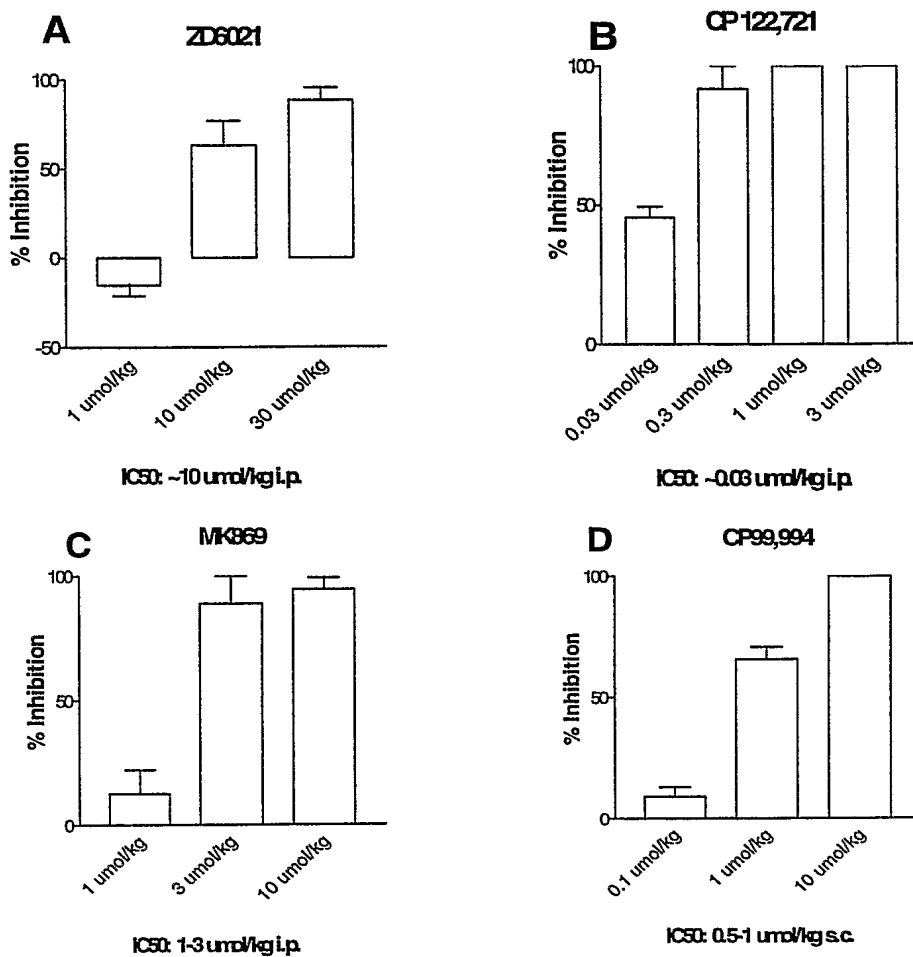 A
ZD6021
% Inhibition
100
50
0
-50
1 umol/kg
10 umol/kg
30 umol/kg
IC50: ~10 umol/kg i.p.
B
CP 122,721
% Inhibition
100
50
0
0.03 umol/kg
0.3 umol/kg
1 umol/kg
3 umol/kg
IC50: ~0.03 umol/kg i.p.
C
MK869
% Inhibition
100
50
0
1 umol/kg
3 umol/kg
10 umol/kg
IC50: 1-3 umol/kg i.p.
D
CP99,994
% Inhibition
100
50
0
0.1 umol/kg
1 umol/kg
10 umol/kg
IC50: 0.5-1 umol/kg s.c.